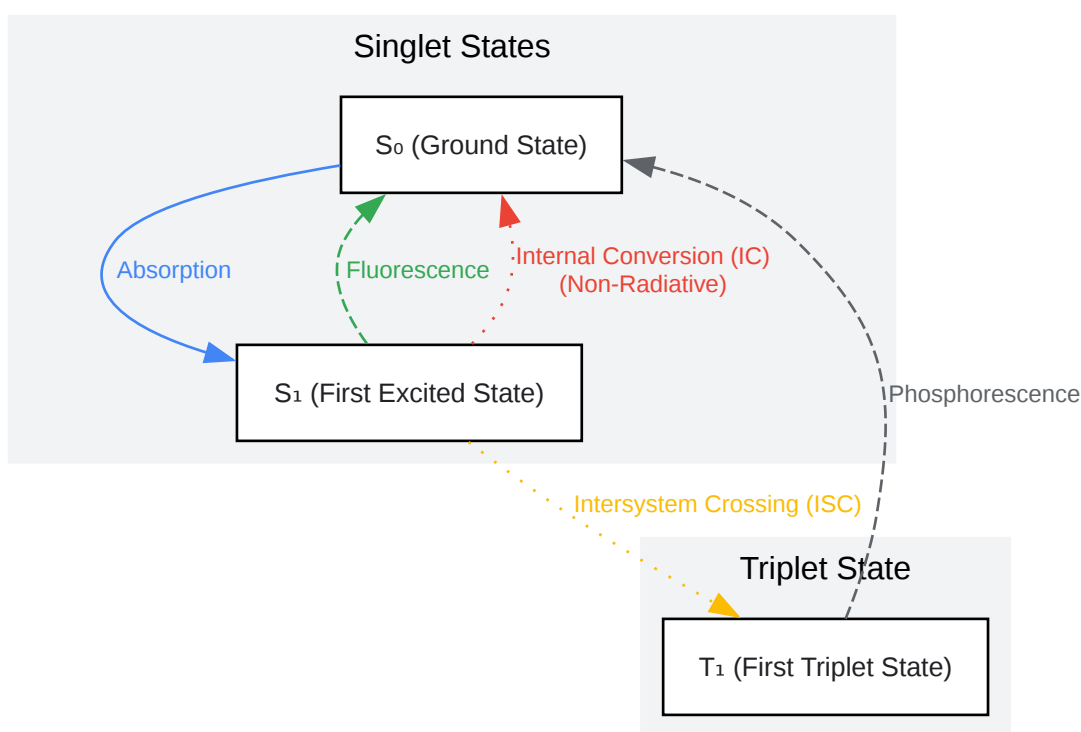 Singlet States
S₀ (Ground State)
Absorption
Fluorescence
Internal Conversion (IC)
(Non-Radiative)
S₁ (First Excited State)
Phosphorescence
Intersystem Crossing (ISC)
Triplet State
T₁ (First Triplet State)